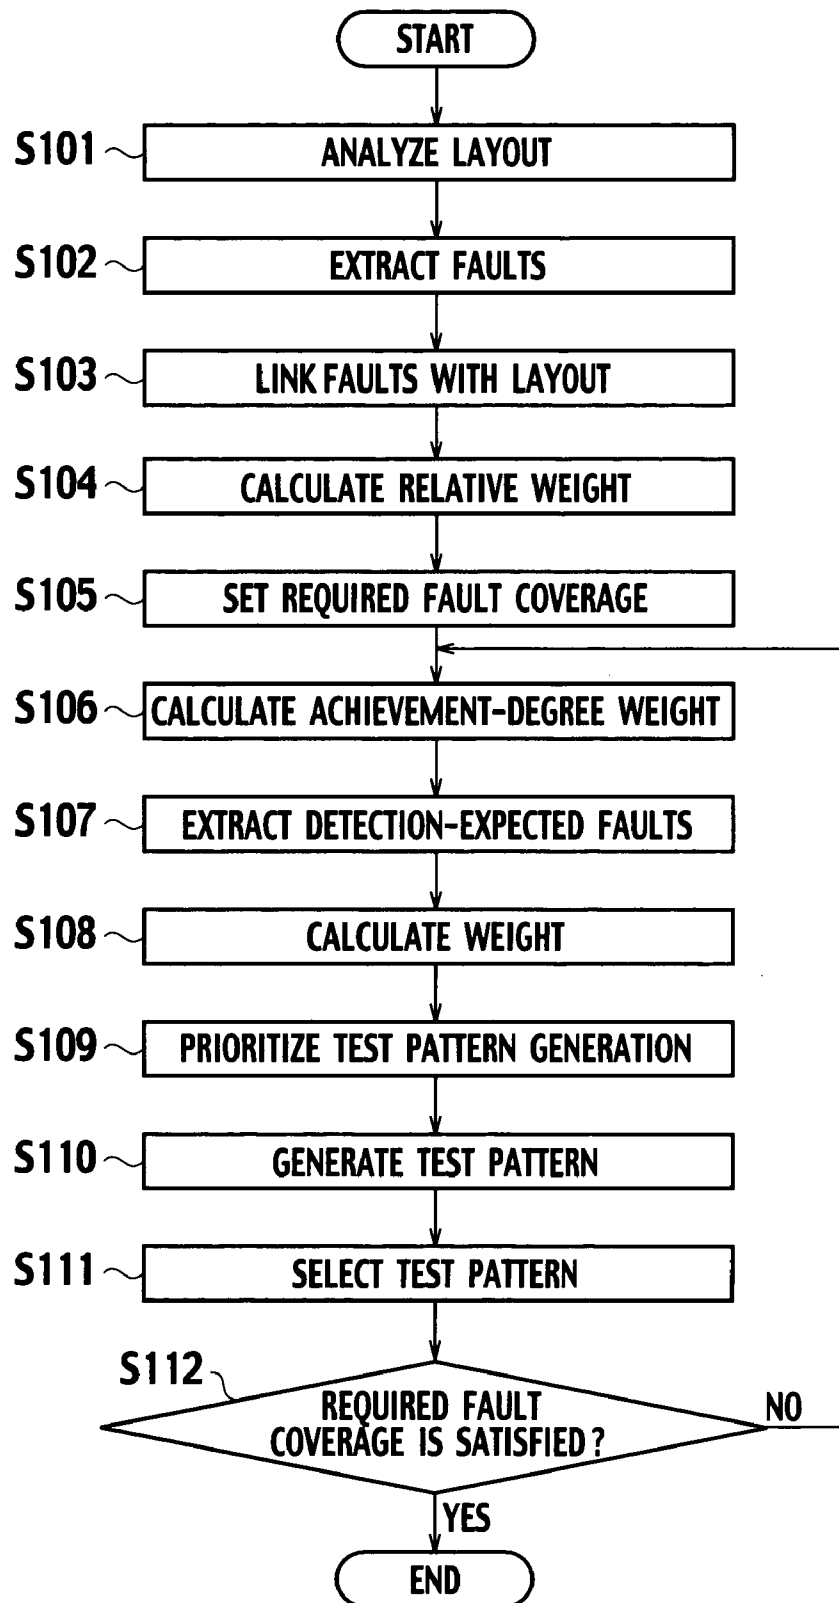 START
S101
ANALYZE LAYOUT
S102
EXTRACT FAULTS
S103
LINK FAULTS WITH LAYOUT
S104
CALCULATE RELATIVE WEIGHT
S105
SET REQUIRED FAULT COVERAGE
S106
CALCULATE ACHIEVEMENT-DEGREE WEIGHT
S107
EXTRACT DETECTION-EXPECTED FAULTS
S108
CALCULATE WEIGHT
S109
PRIORITIZE TEST PATTERN GENERATION
S110
GENERATE TEST PATTERN
S111
SELECT TEST PATTERN
S112
REQUIRED FAULT
COVERAGE IS SATISFIED?
NO
YES
END